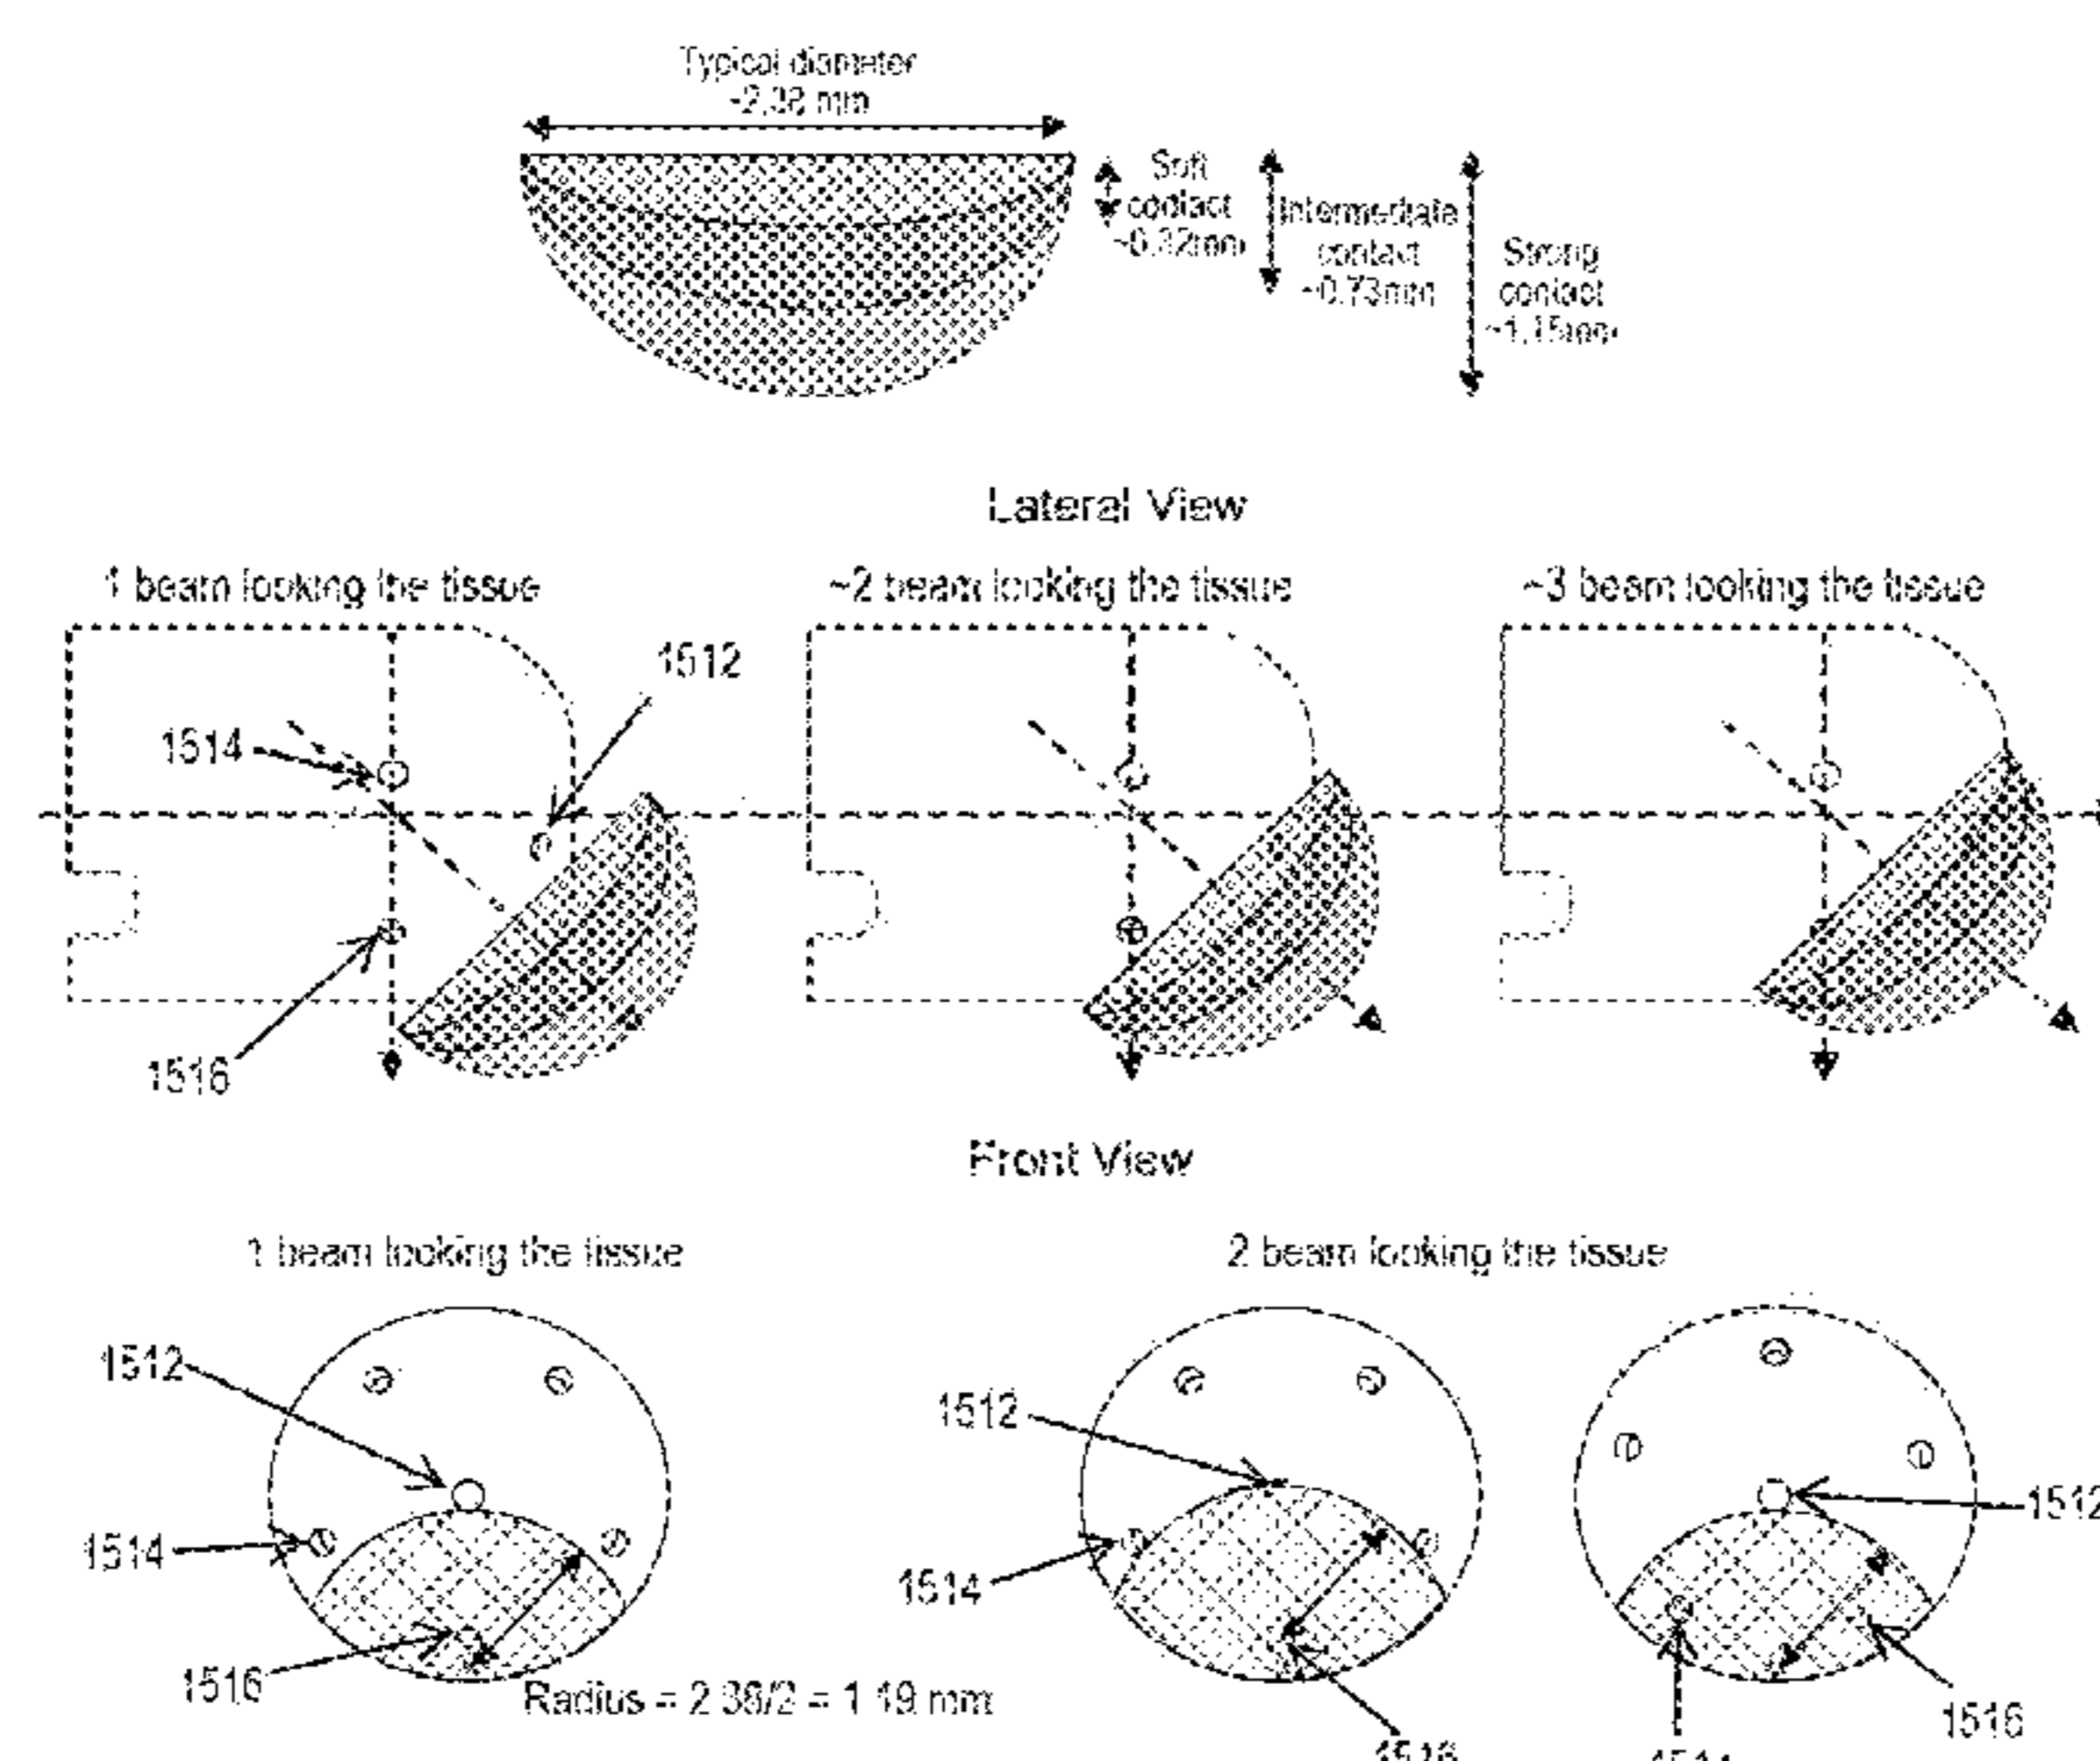 Typical diameter
~2.38 mm
Soft
contact
~0.32mm
Intermediate
contact
~0.73mm
Strong
contact
~1.15mm
Lateral View
1 beam looking the tissue
~2 beam looking the tissue
~3 beam looking the tissue
1512
1514
1516
Front View
1 beam looking the tissue
2 beam looking the tissue
1512
1514
1516
Radius = 2.38/2 = 1.19 mm
1512
1514
1512
1516